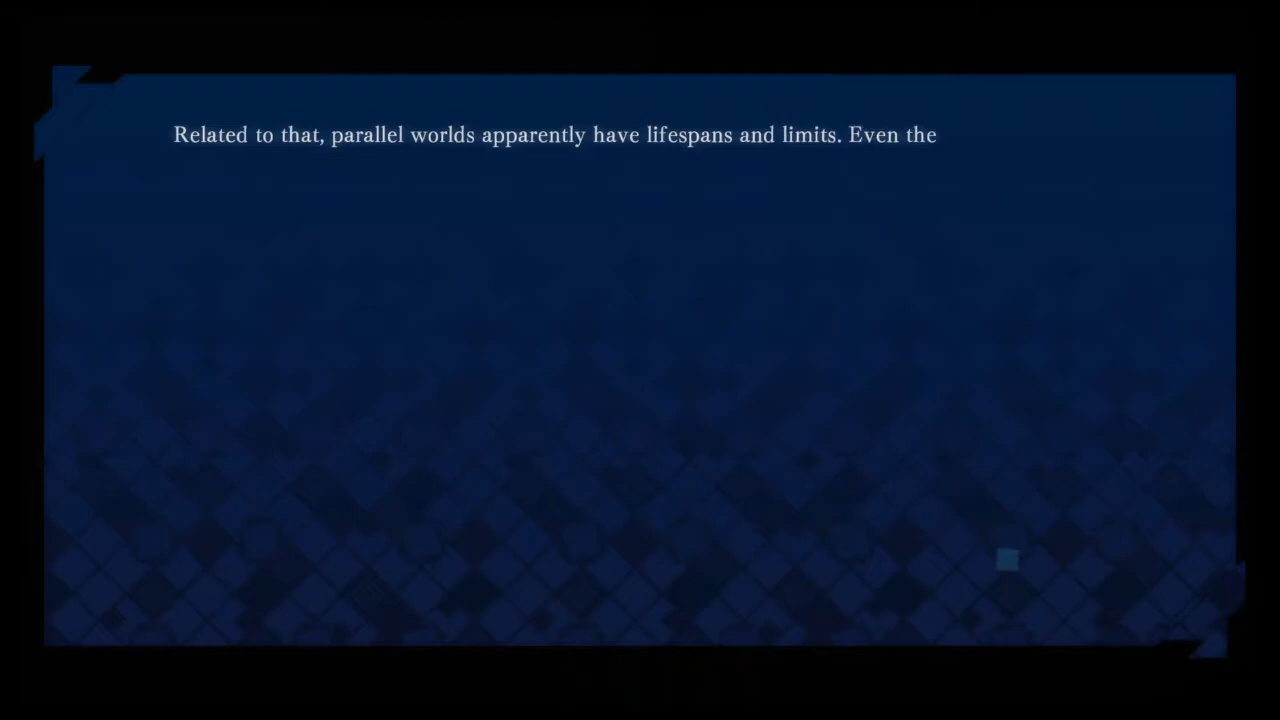 Related to that, parallel worlds apparently have lifespans and limits. Even the